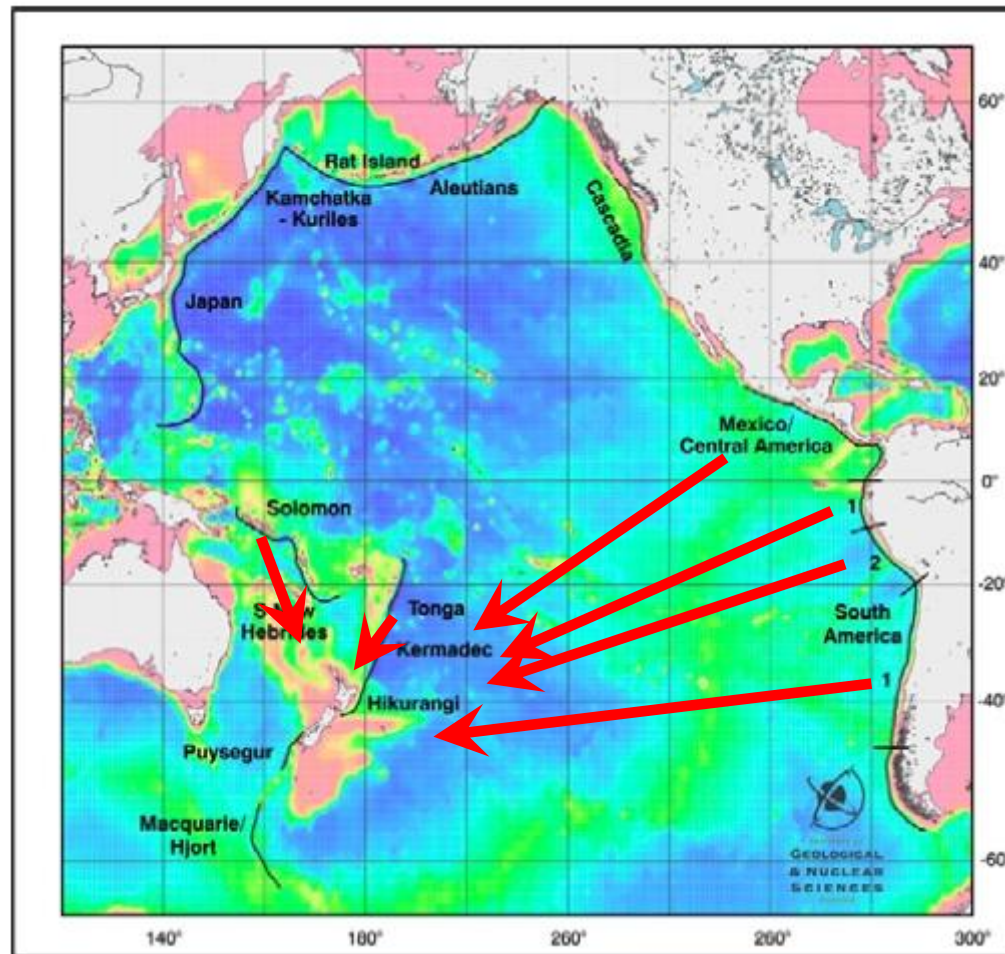 60°
Rat Island
Aleutians
Kamchatka
- Kuriles
Cascadia
40°
Japan
20°
Mexico/
Central America
0°
Solomon
1
2
-20°
Tonga
South
America
Hebrides
Kermadec
1
Hikurangi
-40°
Puysegur
Macquarie/
Hjort
GEOLOGICAL
& NUCLEAR
SCIENCES
-60°
140°
180°
260°
260°
300°